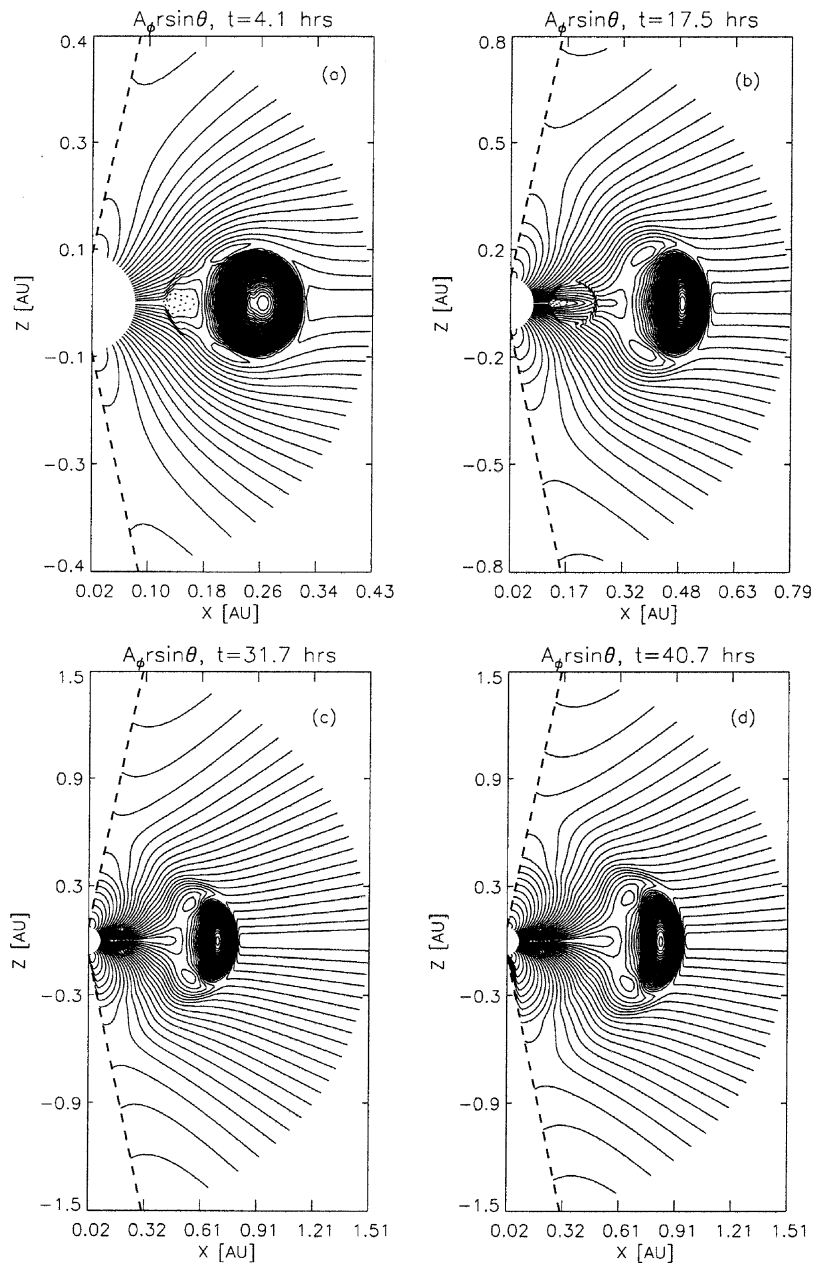 A_ϕ rsinθ, t=4.1 hrs
(a)
0.4
0.3
0.1
−0.1
−0.3
−0.4
Z [AU]
0.02 0.10 0.18 0.26 0.34 0.43
X [AU]
A_ϕ rsinθ, t=17.5 hrs
(b)
0.8
0.5
0.2
−0.2
−0.5
−0.8
Z [AU]
0.02 0.17 0.32 0.48 0.63 0.79
X [AU]
A_ϕ rsinθ, t=31.7 hrs
(c)
1.5
0.9
0.3
−0.3
−0.9
−1.5
Z [AU]
0.02 0.32 0.61 0.91 1.21 1.51
X [AU]
A_ϕ rsinθ, t=40.7 hrs
(d)
1.5
0.9
0.3
−0.3
−0.9
−1.5
Z [AU]
0.02 0.32 0.61 0.91 1.21 1.51
X [AU]